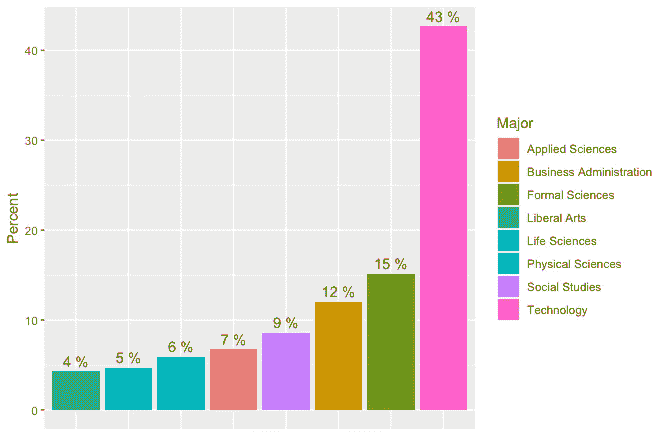 43 %
40
30
Percent
20
15 %
12 %
10
9 %
7 %
6 %
5 %
4 %
0
Major
Applied Sciences
Business Administration
Formal Sciences
Liberal Arts
Life Sciences
Physical Sciences
Social Studies
Technology